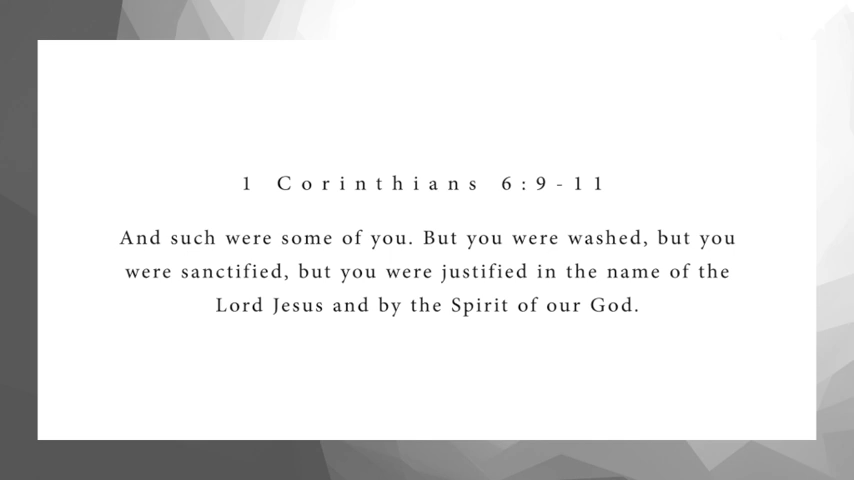 1 Corinthians 6:9-11
And such were some of you. But you were washed, but you
were sanctified, but you were justified in the name of the
Lord Jesus and by the Spirit of our God.